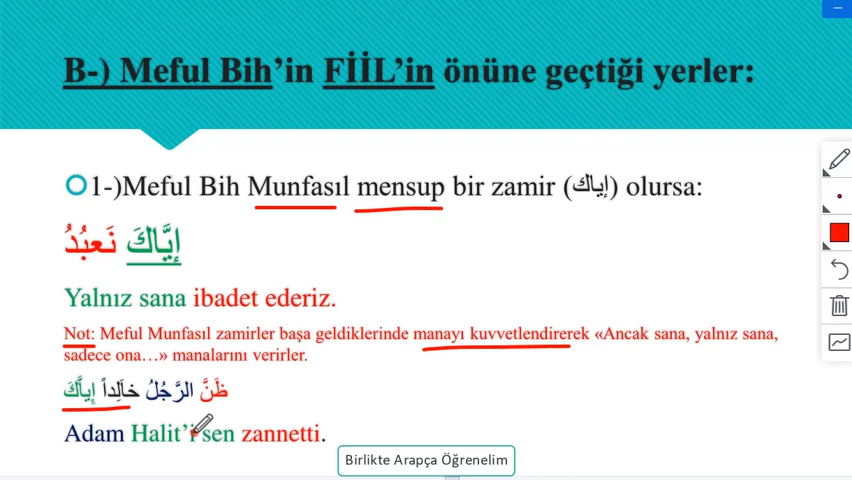 B-) Meful Bih’in FİİL’in önüne geçtiği yerler:
1-)Meful Bih Munfasıl mensup bir zamir (إياك) olursa:
إِيَّاكَ نَعبُدُ
Yalnız sana ibadet ederiz.
Not: Meful Munfasıl zamirler başa geldiklerinde manayı kuvvetlendirerek «Ancak sana, yalnız sana,
sadece ona…» manalarını verirler.
ظَنَّ الرَّجُلُ خاَلِداً إِياَّكَ
Adam Halit’i sen zannetti.
Birlikte Arapça Öğrenelim